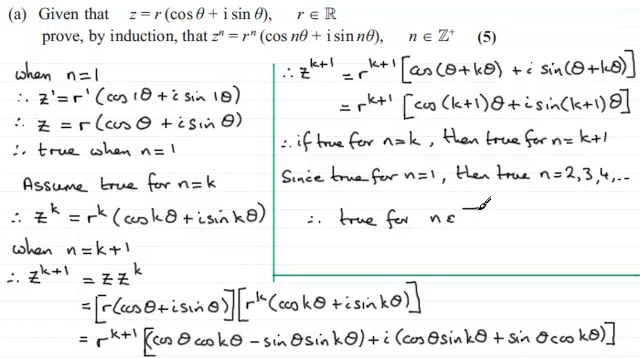 (a) Given that z = r (cos θ + i sin θ), r ∈ ℝ
prove, by induction, that zⁿ = rⁿ (cos nθ + i sin nθ), n ∈ ℤ⁺ (5)
when n=1
∴ z¹ = r¹(cos 1θ + i sin 1θ)
∴ z = r(cos θ + i sin θ)
∴ true when n=1
Assume true for n=k
∴ zᵏ = rᵏ(cos kθ + i sin kθ)
when n=k+1
∴ zᵏ⁺¹ = z zᵏ
= [r(cos θ + i sin θ)][rᵏ(cos kθ + i sin kθ)]
= rᵏ⁺¹[(cos θ cos kθ − sin θ sin kθ) + i (cos θ sin kθ + sin θ cos kθ)]
∴ zᵏ⁺¹ = rᵏ⁺¹[cos(θ+kθ) + i sin(θ+kθ)]
= rᵏ⁺¹[cos(k+1)θ + i sin(k+1)θ]
∴ if true for n=k, then true for n=k+1
Since true for n=1, then true n=2,3,4,...
∴ true for n ε